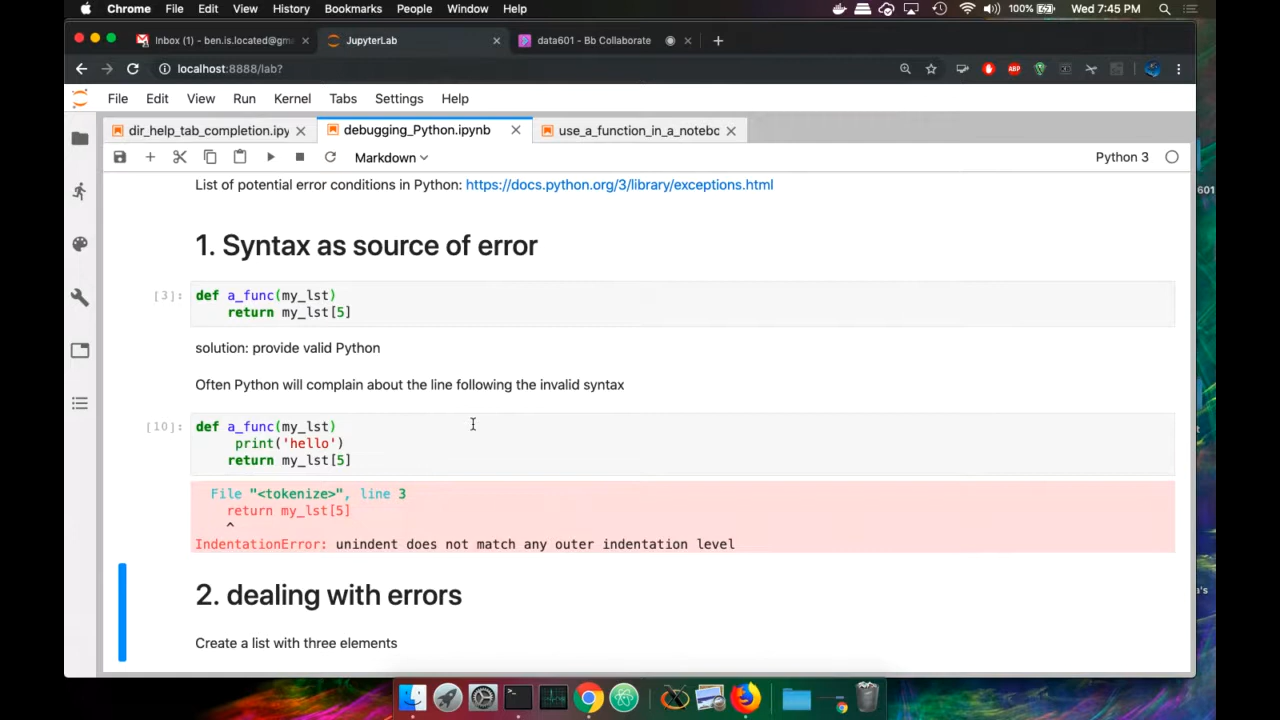 Chrome File Edit View History Bookmarks People Window Help 100% Wed 7:45 PM
Inbox (1) - ben.is.located@gm JupyterLab data601 - Bb Collaborate
localhost:8888/lab?
File Edit View Run Kernel Tabs Settings Help
dir_help_tab_completion.ipy debugging_Python.ipynb use_a_function_in_a_notebo
Markdown Python 3
List of potential error conditions in Python: https://docs.python.org/3/library/exceptions.html
601
1. Syntax as source of error
[3]: def a_func(my_lst)
return my_lst[5]
solution: provide valid Python
Often Python will complain about the line following the invalid syntax
[10]: def a_func(my_lst)
print('hello')
return my_lst[5]
File "<tokenize>", line 3
return my_lst[5]
^
IndentationError: unindent does not match any outer indentation level
2. dealing with errors
Create a list with three elements